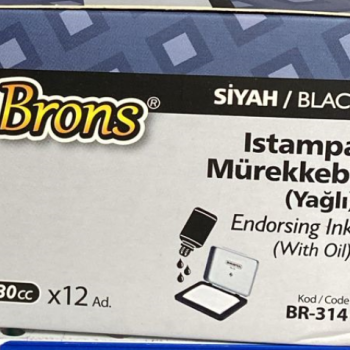 SİYAH / BLAC
Brons®
Istampa
Mürekkeb
(Yağlı)
Endorsing Ink
(With Oil)
30cc x12 Ad.
Kod / Code
BR-314